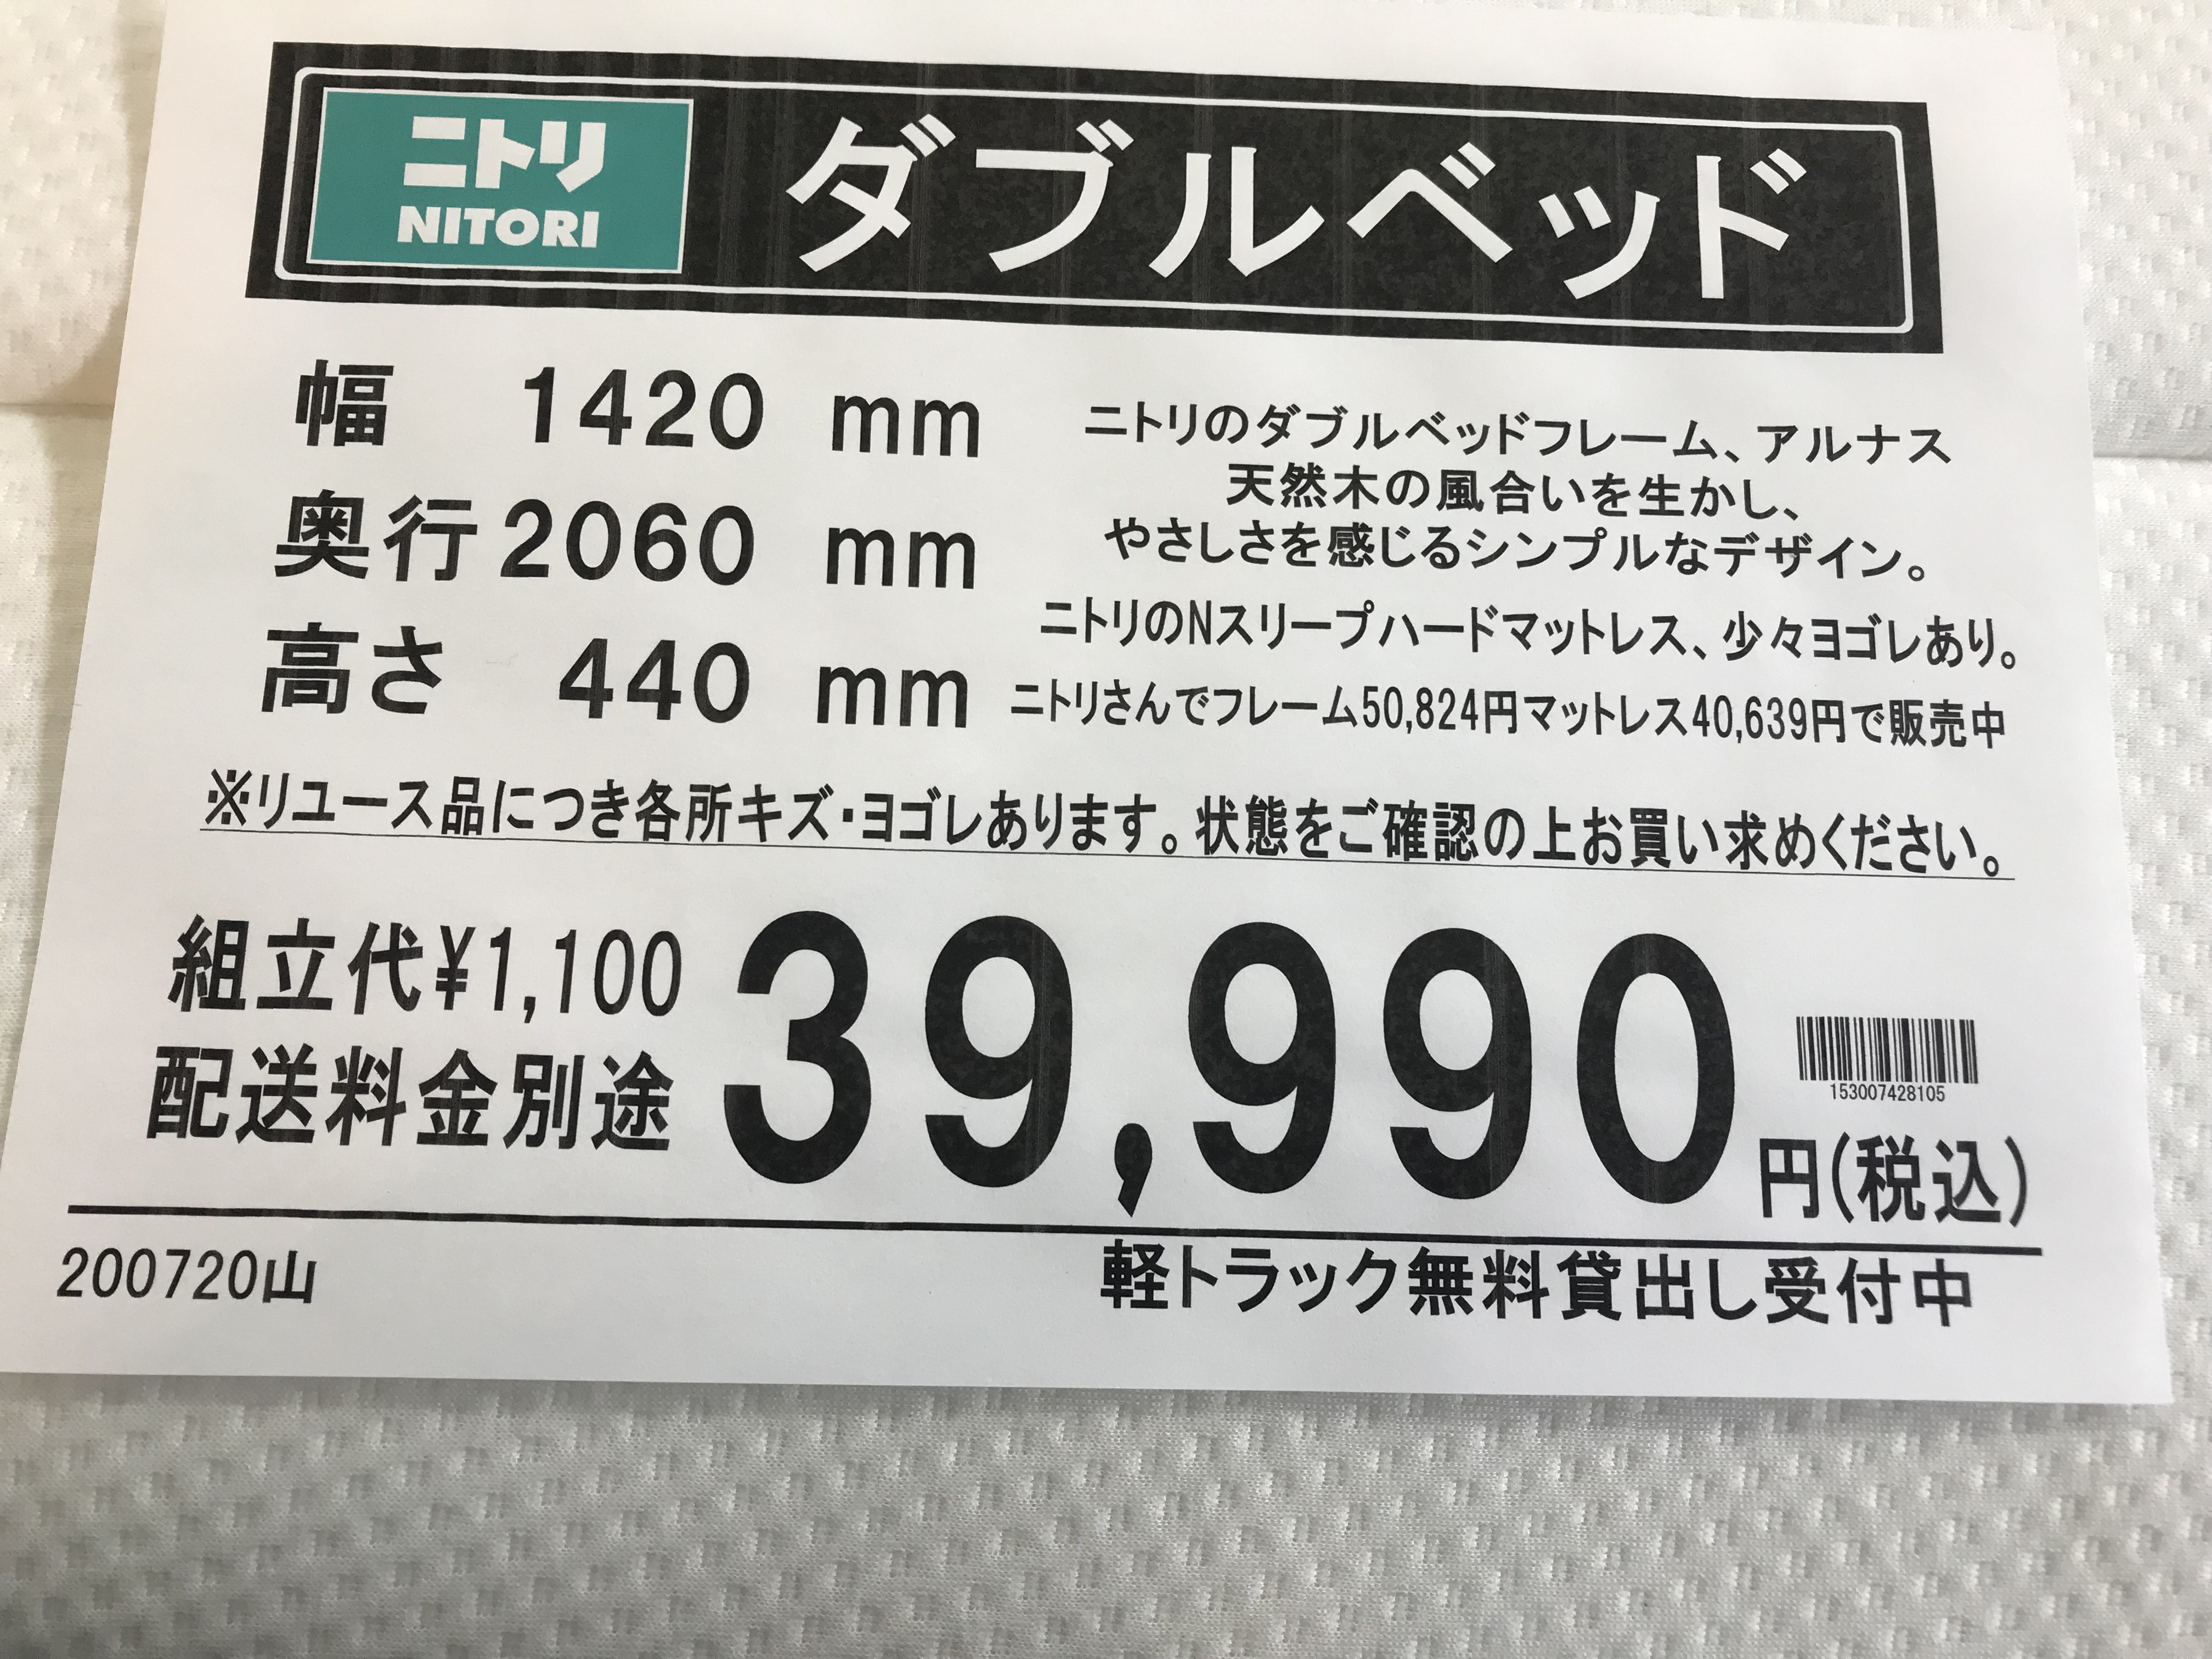 ニトリ
NITORI
ダブルベッド
幅 1420 mm
奥行 2060 mm
高さ 440 mm
ニトリのダブルベッドフレーム、アルナス
天然木の風合いを生かし、
やさしさを感じるシンプルなデザイン。
ニトリのNスリープハードマットレス、少々ヨゴレあり。
ニトリさんでフレーム50,824円マットレス40,639円で販売中
※リユース品につき各所キズ・ヨゴレあります。状態をご確認の上お買い求めください。
組立代¥1,100
配送料金別途
39,990
円(税込)
153007428105
200720山
軽トラック無料貸出し受付中